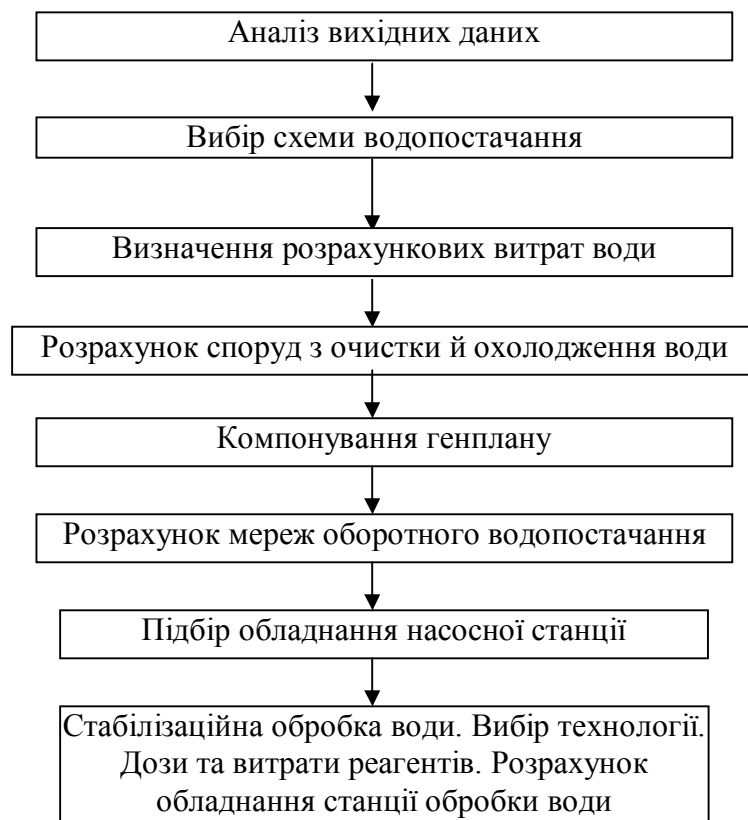 Аналіз вихідних даних
Вибір схеми водопостачання
Визначення розрахункових витрат води
Розрахунок споруд з очистки й охолодження води
Компонування генплану
Розрахунок мереж оборотного водопостачання
Підбір обладнання насосної станції
Стабілізаційна обробка води. Вибір технології.
Дози та витрати реагентів. Розрахунок
обладнання станції обробки води